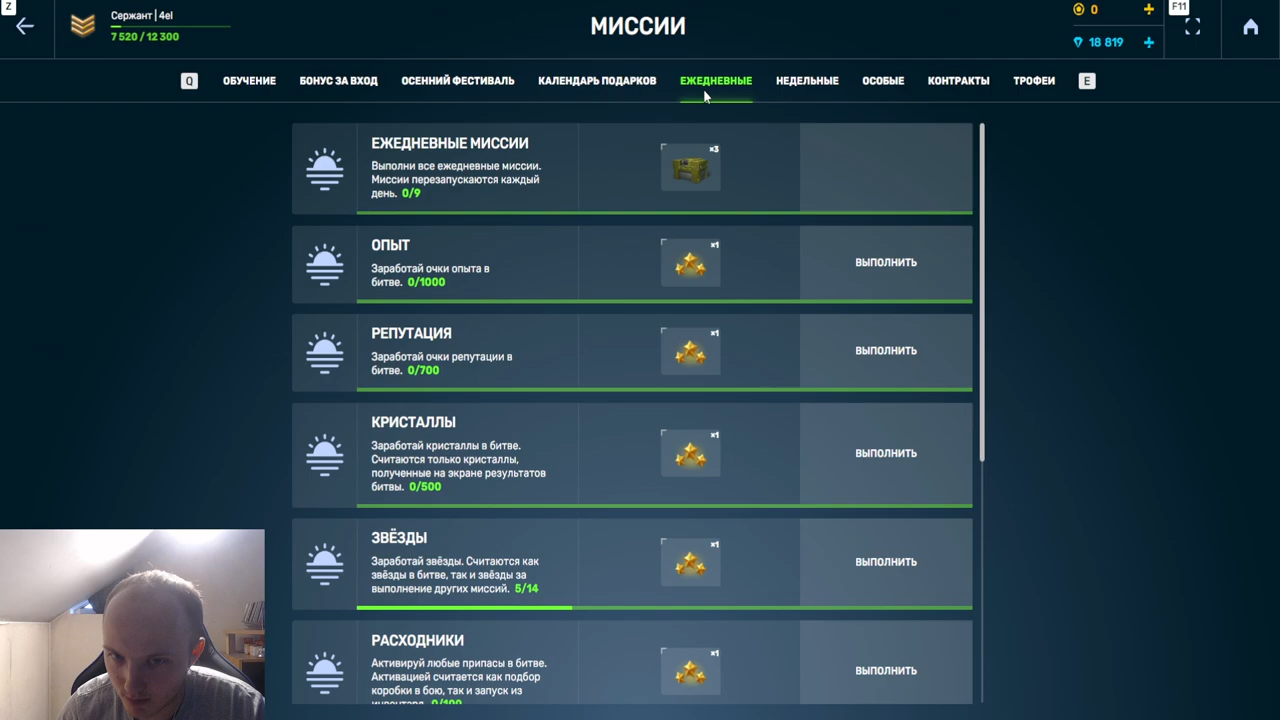 Z
Сержант | 4el
7 520 / 12 300
МИССИИ
0
18 819
F11
Q
ОБУЧЕНИЕ
БОНУС ЗА ВХОД
ОСЕННИЙ ФЕСТИВАЛЬ
КАЛЕНДАРЬ ПОДАРКОВ
ЕЖЕДНЕВНЫЕ
НЕДЕЛЬНЫЕ
ОСОБЫЕ
КОНТРАКТЫ
ТРОФЕИ
E
ЕЖЕДНЕВНЫЕ МИССИИ
Выполни все ежедневные миссии.
Миссии перезапускаются каждый
день. 0/9
×3
ОПЫТ
Заработай очки опыта в
битве. 0/1000
×1
ВЫПОЛНИТЬ
РЕПУТАЦИЯ
Заработай очки репутации в
битве. 0/700
×1
ВЫПОЛНИТЬ
КРИСТАЛЛЫ
Заработай кристаллы в битве.
Считаются только кристаллы,
полученные на экране результатов
битвы. 0/500
×1
ВЫПОЛНИТЬ
ЗВЁЗДЫ
Заработай звёзды. Считаются как
звёзды в битве, так и звёзды за
выполнение других миссий. 5/14
×1
ВЫПОЛНИТЬ
РАСХОДНИКИ
Активируй любые припасы в битве.
Активацией считается как подбор
коробки в бою, так и запуск из
инвентаря. 0/100
×1
ВЫПОЛНИТЬ